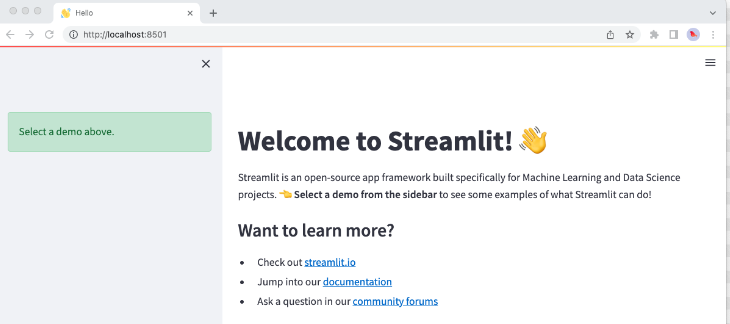 Hello
http://localhost:8501
Select a demo above.
Welcome to Streamlit! 👋
Streamlit is an open-source app framework built specifically for Machine Learning and Data Science
projects. 👈 Select a demo from the sidebar to see some examples of what Streamlit can do!
Want to learn more?
• Check out streamlit.io
• Jump into our documentation
• Ask a question in our community forums